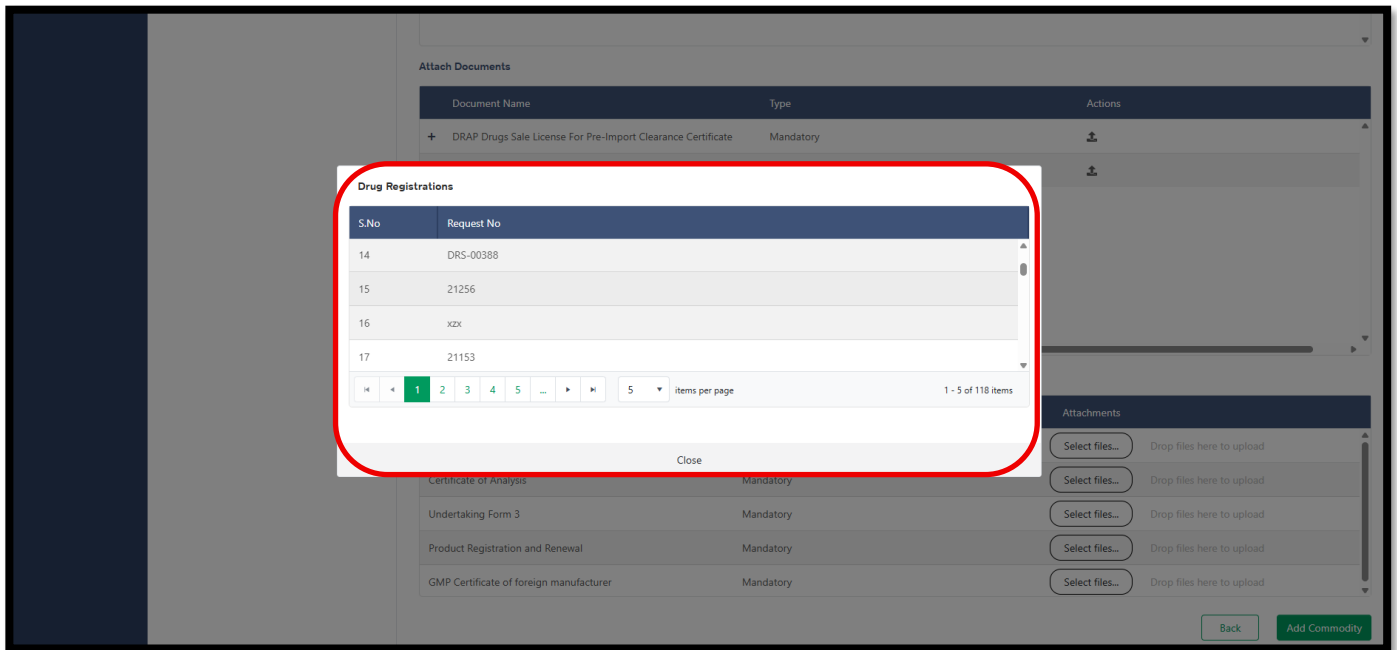 Attach Documents
Document Name Type Actions
+ DRAP Drugs Sale License For Pre-Import Clearance Certificate Mandatory
Drug Registrations
S.No Request No
14 DRS-00388
15 21256
16 xzx
17 21153
1 2 3 4 5 ... 5 items per page 1 - 5 of 118 items
Close
Attachments
Select files... Drop files here to upload
Certificate of Analysis Mandatory Select files... Drop files here to upload
Undertaking Form 3 Mandatory Select files... Drop files here to upload
Product Registration and Renewal Mandatory Select files... Drop files here to upload
GMP Certificate of foreign manufacturer Mandatory Select files... Drop files here to upload
Back Add Commodity